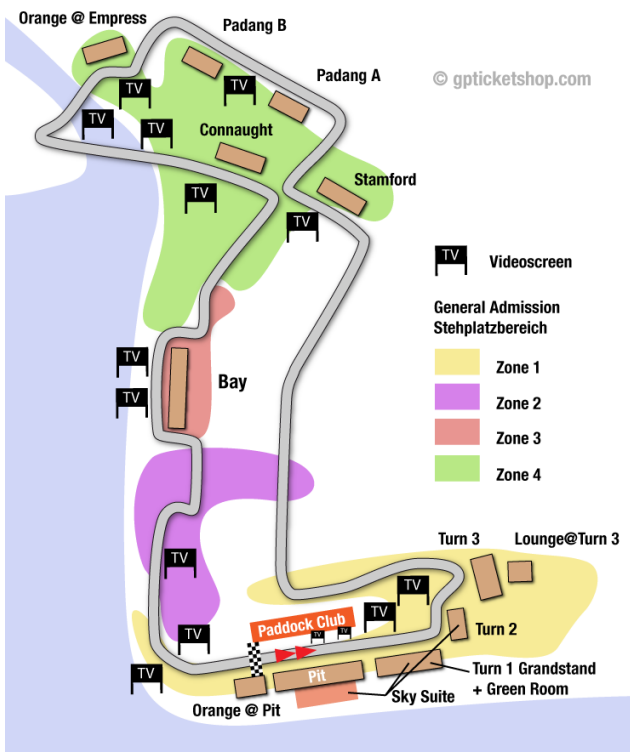 Orange @ Empress
Padang B
Padang A
© gpticketshop.com
TV
TV
TV
TV
Connaught
Stamford
TV
TV
TV
Videoscreen
General Admission
Stehplatzbereich
TV
TV
Bay
Zone 1
Zone 2
Zone 3
Zone 4
Turn 3
Lounge@Turn 3
TV
TV
TV
TV
Paddock Club
TV
TV
Turn 2
TV
Pit
Turn 1 Grandstand
+ Green Room
Sky Suite
Orange @ Pit